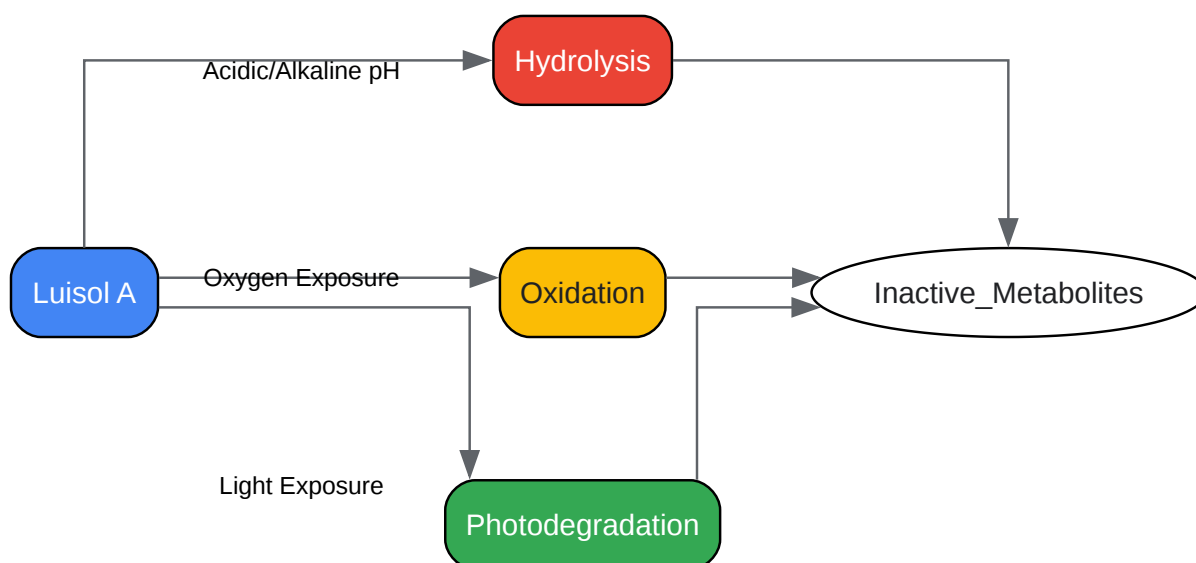 Hydrolysis
Acidic/Alkaline pH
Luisol A
Oxygen Exposure
Oxidation
Inactive_Metabolites
Light Exposure
Photodegradation